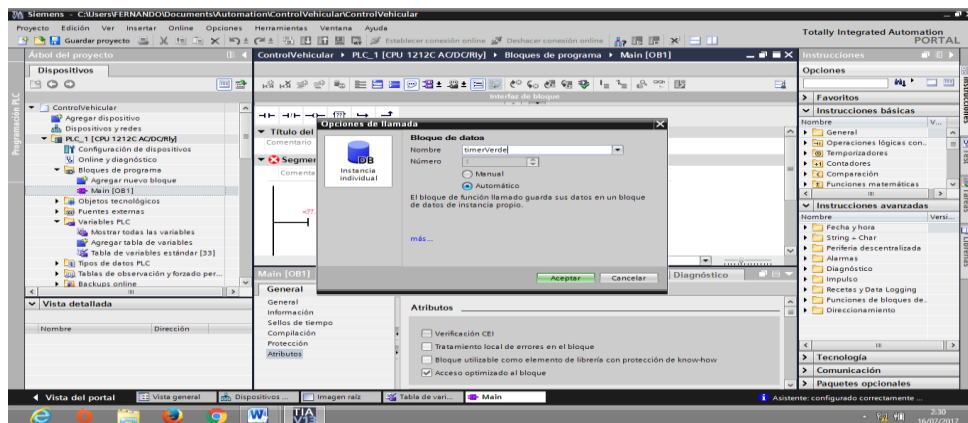 Siemens - C:\Users\FERNANDO\Documents\Automation\ControlVehicular\ControlVehicular
Proyecto Edición Ver Insertar Online Opciones Herramientas Ventana Ayuda
Guardar proyecto
Establecer conexión online
Deshacer conexión online
Totally Integrated Automation
PORTAL
Árbol del proyecto
Dispositivos
ControlVehicular
Agregar dispositivo
Dispositivos y redes
PLC_1 [CPU 1212C AC/DC/Rly]
Configuración de dispositivos
Online y diagnóstico
Bloques de programa
Agregar nuevo bloque
Main [OB1]
Objetos tecnológicos
Fuentes externas
Variables PLC
Mostrar todas las variables
Agregar tabla de variables
Tabla de variables estándar [33]
Tipos de datos PLC
Tablas de observación y forzado per...
Backups online
Vista detallada
Nombre Dirección
Programación PLC
ControlVehicular PLC_1 [CPU 1212C AC/DC/Rly] Bloques de programa Main [OB1]
Interfaz de bloque
Título del
Comentario
Segmen
Comenta
Opciones de llamada
DB
Instancia individual
Bloque de datos
Nombre timerVerde
Número 1
Manual
Automático
El bloque de función llamado guarda sus datos en un bloque
de datos de instancia propio.
más...
Aceptar Cancelar
Main [OB1]
Diagnóstico
General
General
Información
Sellos de tiempo
Compilación
Protección
Atributos
Atributos
Verificación CEI
Tratamiento local de errores en el bloque
Bloque utilizable como elemento de librería con protección de know-how
Acceso optimizado al bloque
Instrucciones
Opciones
Favoritos
Instrucciones básicas
Nombre V...
General
Operaciones lógicas con..
Temporizadores
Contadores
Comparación
Funciones matemáticas
Instrucciones avanzadas
Nombre Versi...
Fecha y hora
String + Char
Periferia descentralizada
Alarmas
Diagnóstico
Impulso
Recetas y Data Logging
Funciones de bloques de..
Direccionamiento
Tecnología
Comunicación
Paquetes opcionales
Vista del portal
Vista general
Dispositivos ...
Imagen raíz
Tabla de vari...
Main
Asistente: configurado correctamente ...
TIA
V13
2:30
16/07/2017